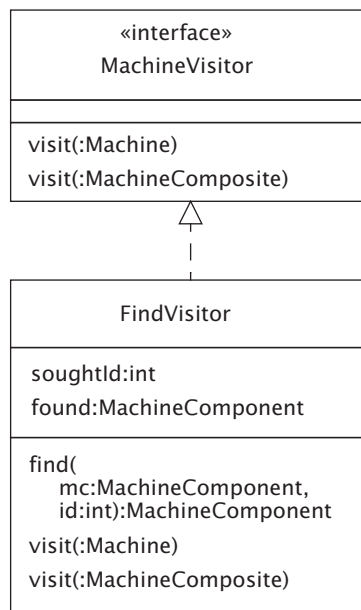 «interface»
MachineVisitor
visit(:Machine)
visit(:MachineComposite)
FindVisitor
soughtId:int
found:MachineComponent
find(
mc:MachineComponent,
id:int):MachineComponent
visit(:Machine)
visit(:MachineComposite)